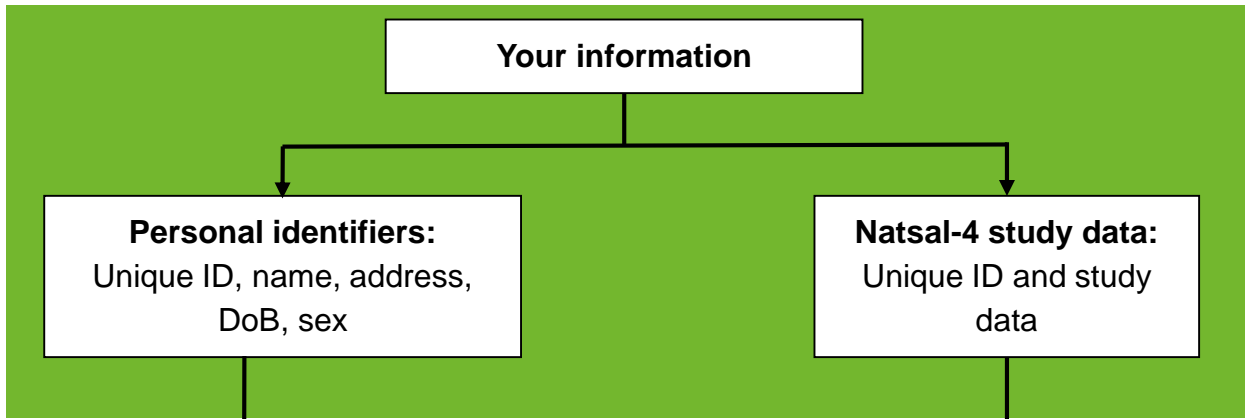 Your information
Personal identifiers:
Unique ID, name, address,
DoB, sex
Natsal-4 study data:
Unique ID and study
data